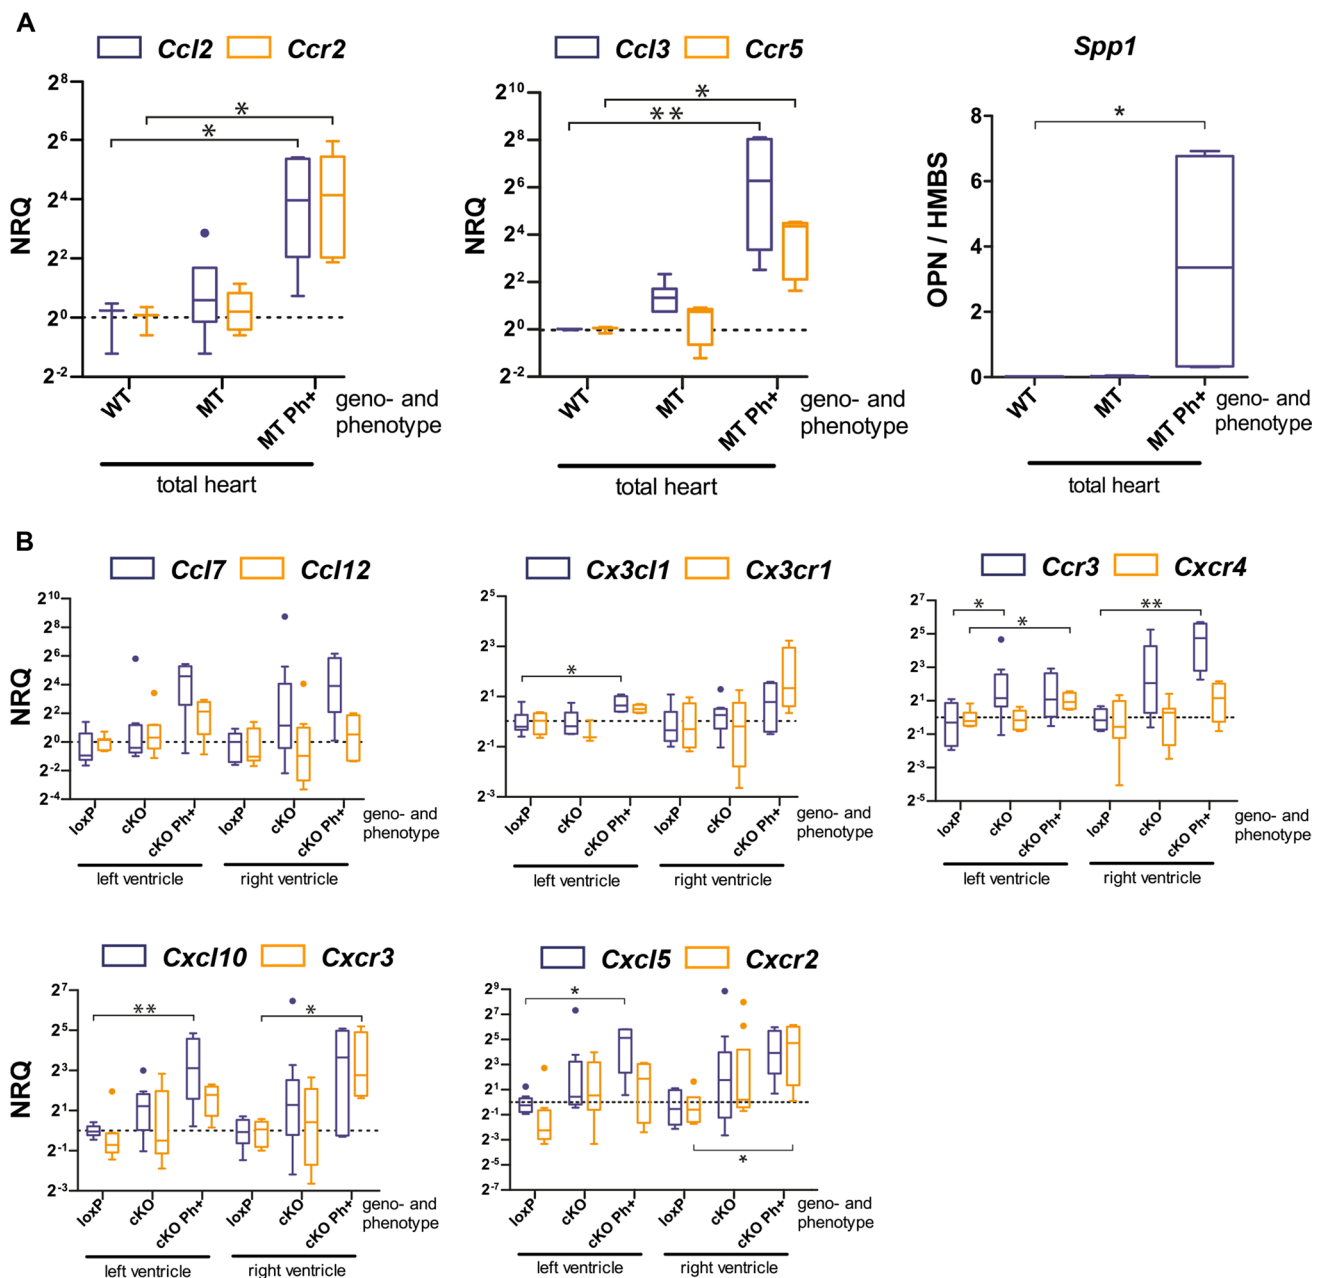 A
Ccl2 Ccr2
NRQ
2^8
2^6
2^4
2^2
2^0
2^-2
*
*
WT
MT
MT Ph+
geno- and
phenotype
total heart
Ccl3 Ccr5
NRQ
2^10
2^8
2^6
2^4
2^2
2^0
2^-2
*
**
WT
MT
MT Ph+
geno- and
phenotype
total heart
Spp1
OPN / HMBS
8
6
4
2
0
*
WT
MT
MT Ph+
geno- and
phenotype
total heart
B
Ccl7 Ccl12
NRQ
2^10
2^8
2^6
2^4
2^2
2^0
2^-2
2^-4
loxP
cKO
cKO Ph+
loxP
cKO
cKO Ph+
geno- and
phenotype
left ventricle
right ventricle
Cx3cl1 Cx3cr1
2^5
2^3
2^1
2^-1
2^-3
*
loxP
cKO
cKO Ph+
loxP
cKO
cKO Ph+
geno- and
phenotype
left ventricle
right ventricle
Ccr3 Cxcr4
2^7
2^5
2^3
2^1
2^-1
2^-3
2^-5
*
*
**
loxP
cKO
cKO Ph+
loxP
cKO
cKO Ph+
geno- and
phenotype
left ventricle
right ventricle
Cxcl10 Cxcr3
NRQ
2^7
2^5
2^3
2^1
2^-1
2^-3
**
*
loxP
cKO
cKO Ph+
loxP
cKO
cKO Ph+
geno- and
phenotype
left ventricle
right ventricle
Cxcl5 Cxcr2
2^9
2^7
2^5
2^3
2^1
2^-1
2^-3
2^-5
2^-7
*
*
loxP
cKO
cKO Ph+
loxP
cKO
cKO Ph+
geno- and
phenotype
left ventricle
right ventricle